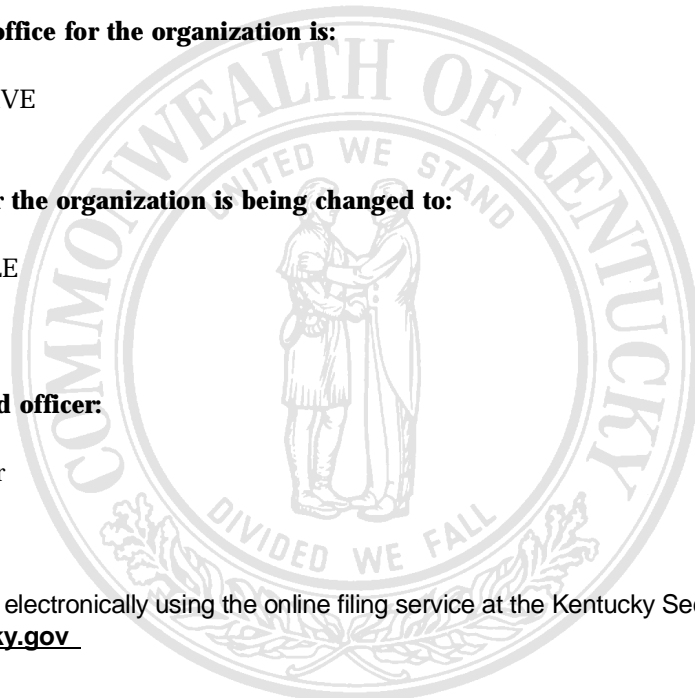 office for the organization is:
VE
the organization is being changed to:
LE
officer:
electronically using the online filing service at the Kentucky
ky.gov
COMMONWEALTH OF KENTUCKY
UNITED WE STAND
DIVIDED WE FALL